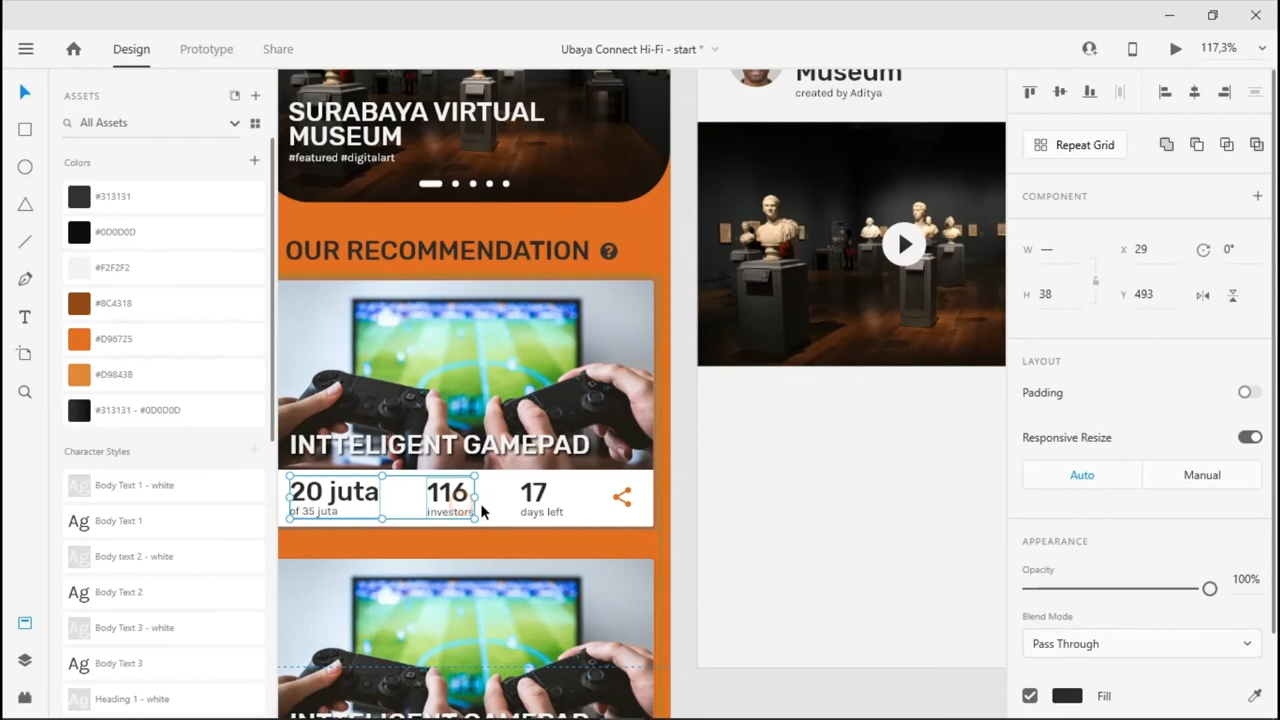 Design
Prototype
Share
Ubaya Connect Hi-Fi - start *
117,3%
ASSETS
All Assets
Colors
#313131
#0D0D0D
#F2F2F2
#8C4318
#D96725
#D9843B
#313131 - #0D0D0D
Character Styles
Ag Body Text 1 - white
Ag Body Text 1
Ag Body text 2 - white
Ag Body Text 2
Ag Body Text 3 - white
Ag Body Text 3
Ag Heading 1 - white
SURABAYA VIRTUAL
MUSEUM
#featured #digitalart
OUR RECOMMENDATION ?
INTTELIGENT GAMEPAD
20 juta
of 35 juta
116
investors
17
days left
INTTELIGENT GAMEPAD
Museum
created by Aditya
Repeat Grid
COMPONENT
W —
X 29
0°
H 38
Y 493
LAYOUT
Padding
Responsive Resize
Auto
Manual
APPEARANCE
Opacity
100%
Blend Mode
Pass Through
Fill